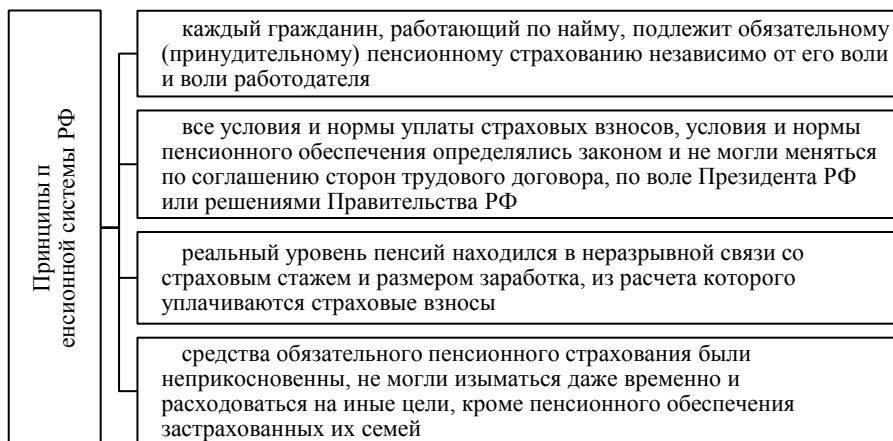 Принципы п
енсионной системы РФ
каждый гражданин, работающий по найму, подлежит обязательному
(принудительному) пенсионному страхованию независимо от его воли
и воли работодателя
все условия и нормы уплаты страховых взносов, условия и нормы
пенсионного обеспечения определялись законом и не могли меняться
по соглашению сторон трудового договора, по воле Президента РФ
или решениями Правительства РФ
реальный уровень пенсий находился в неразрывной связи со
страховым стажем и размером заработка, из расчета которого
уплачиваются страховые взносы
средства обязательного пенсионного страхования были
неприкосновенны, не могли изыматься даже временно и
расходоваться на иные цели, кроме пенсионного обеспечения
застрахованных их семей